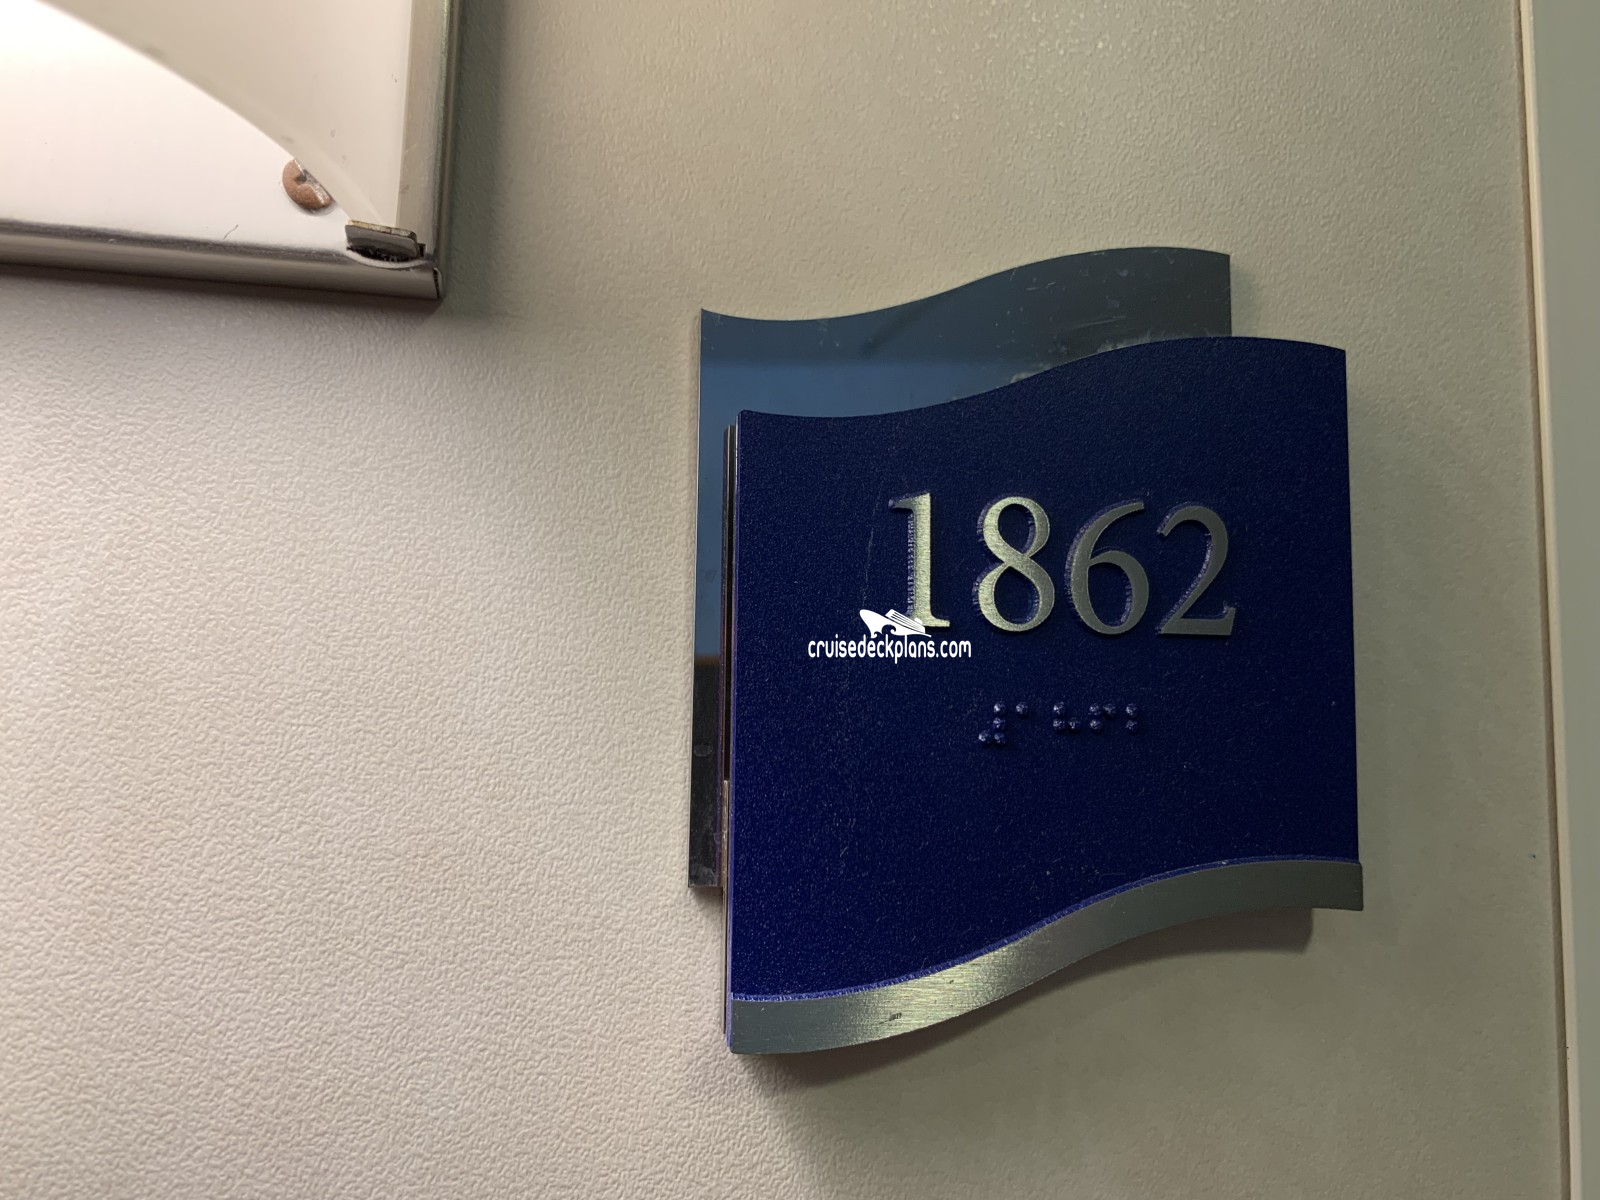 1862
cruisedeckplans.com
⠼⠁⠓⠋⠃